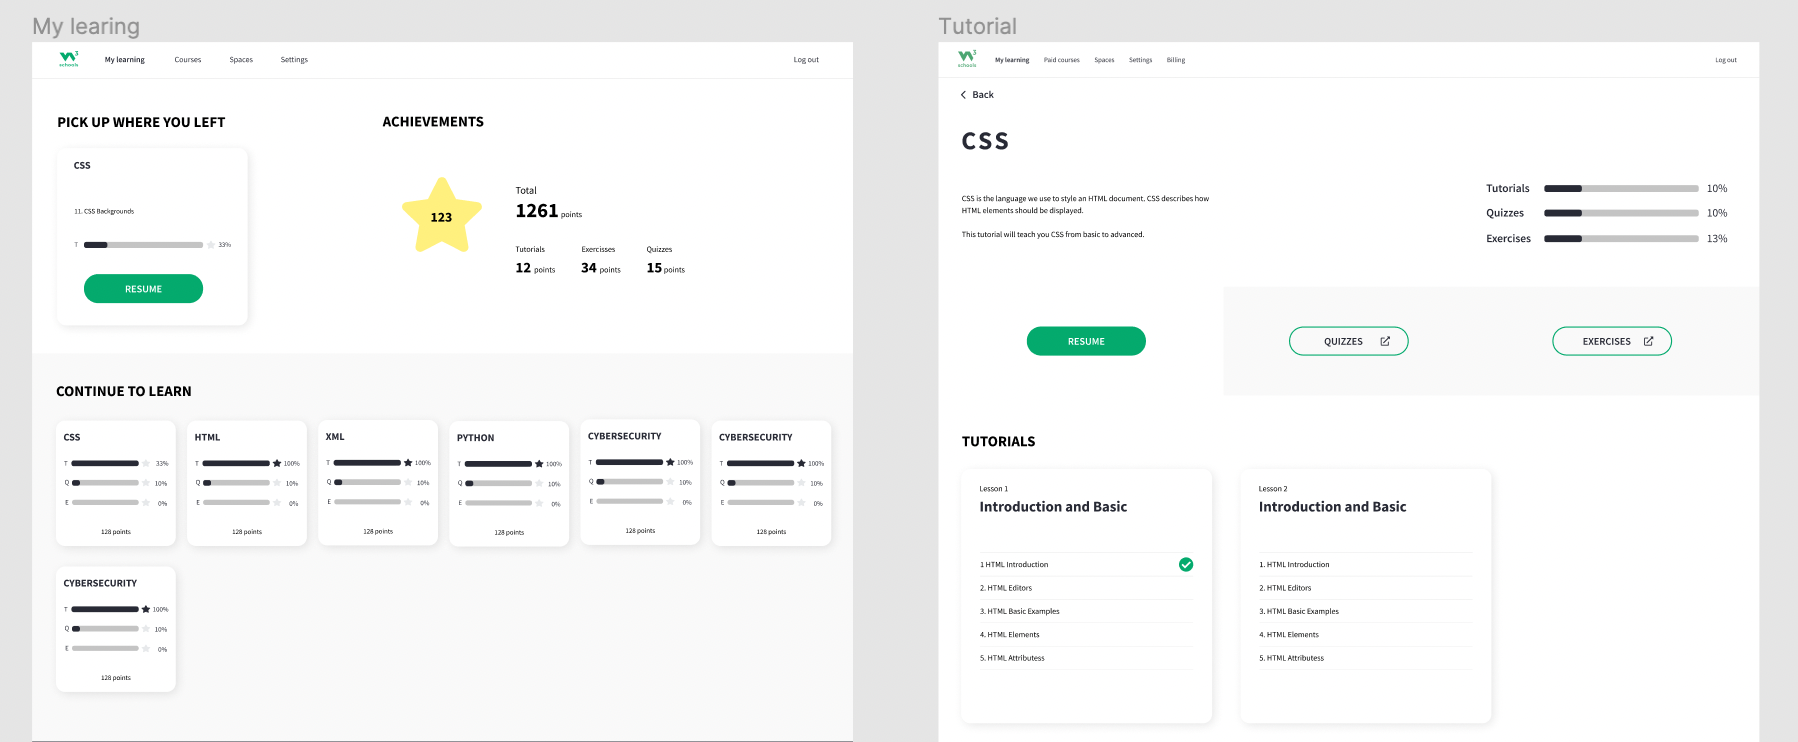 My learing
W3
schools
My learning
Courses
Spaces
Settings
Log out
PICK UP WHERE YOU LEFT
CSS
11. CSS Backgrounds
T 33%
RESUME
ACHIEVEMENTS
123
Total
1261 points
Tutorials Exercisses Quizzes
12 points 34 points 15 points
CONTINUE TO LEARN
CSS
T 33%
Q 10%
E 0%
128 points
HTML
T 100%
Q 10%
E 0%
128 points
XML
T 100%
Q 10%
E 0%
128 points
PYTHON
T 100%
Q 10%
E 0%
128 points
CYBERSECURITY
T 100%
Q 10%
E 0%
128 points
CYBERSECURITY
T 100%
Q 10%
E 0%
128 points
CYBERSECURITY
T 100%
Q 10%
E 0%
128 points
Tutorial
W3
schools
My learning
Paid courses
Spaces
Settings
Billing
Log out
Back
CSS
CSS is the language we use to style an HTML document. CSS describes how
HTML elements should be displayed.
This tutorial will teach you CSS from basic to advanced.
Tutorials 10%
Quizzes 10%
Exercises 13%
RESUME
QUIZZES
EXERCISES
TUTORIALS
Lesson 1
Introduction and Basic
1 HTML Introduction
2. HTML Editors
3. HTML Basic Examples
4. HTML Elements
5. HTML Attributess
Lesson 2
Introduction and Basic
1. HTML Introduction
2. HTML Editors
3. HTML Basic Examples
4. HTML Elements
5. HTML Attributess